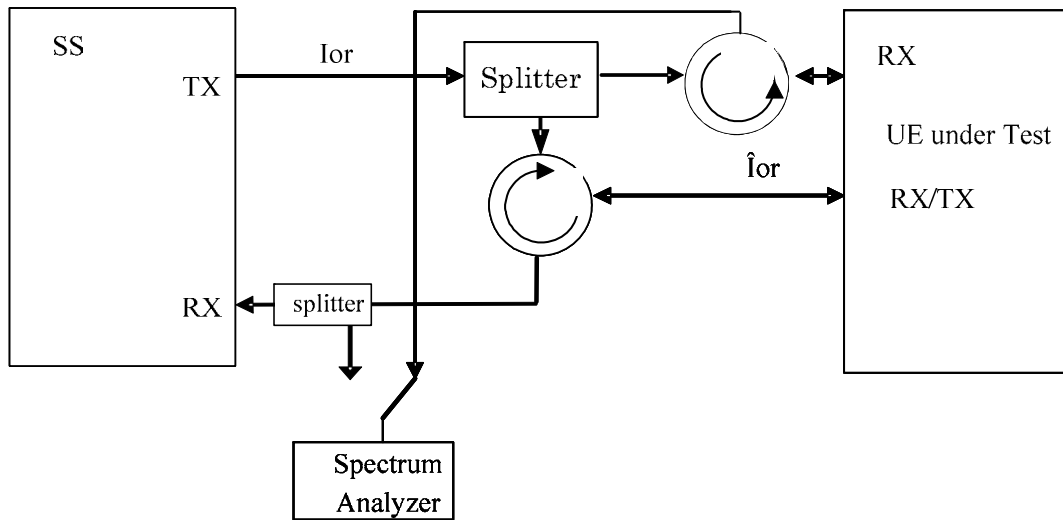 SS
TX
Ior
Splitter
RX
UE under Test
Îor
RX/TX
RX
splitter
Spectrum
Analyzer